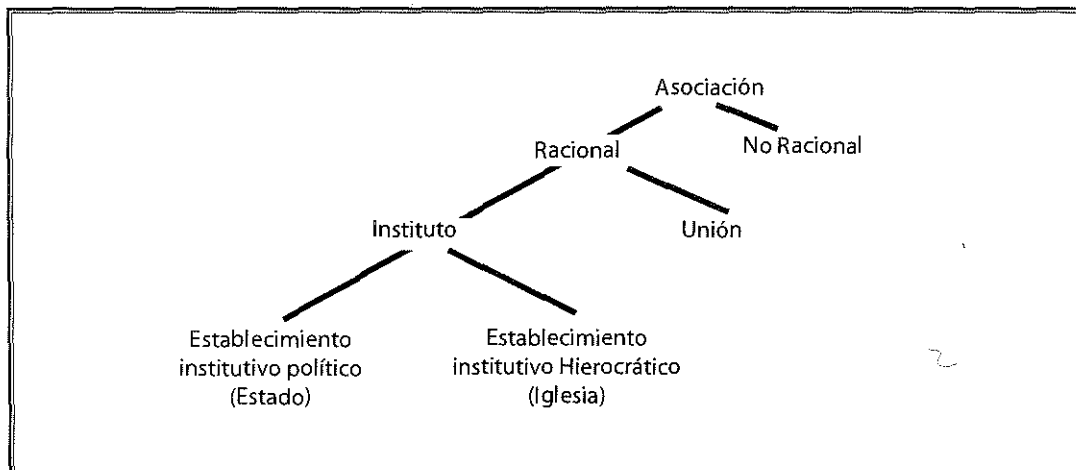 Asociación
Racional
No Racional
Instituto
Unión
Establecimiento
institutivo político
(Estado)
Establecimiento
institutivo Hierocrático
(Iglesia)